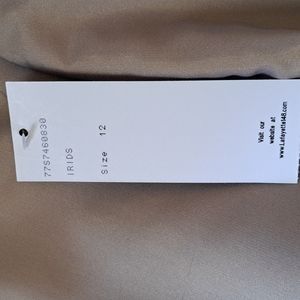 77S7460830
IRIDS
Size 12
Visit our
website at
www.Lafayette148.com